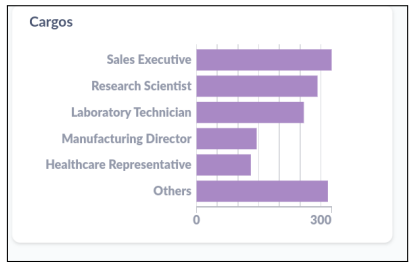 Cargos
Sales Executive
Research Scientist
Laboratory Technician
Manufacturing Director
Healthcare Representative
Others
0 300